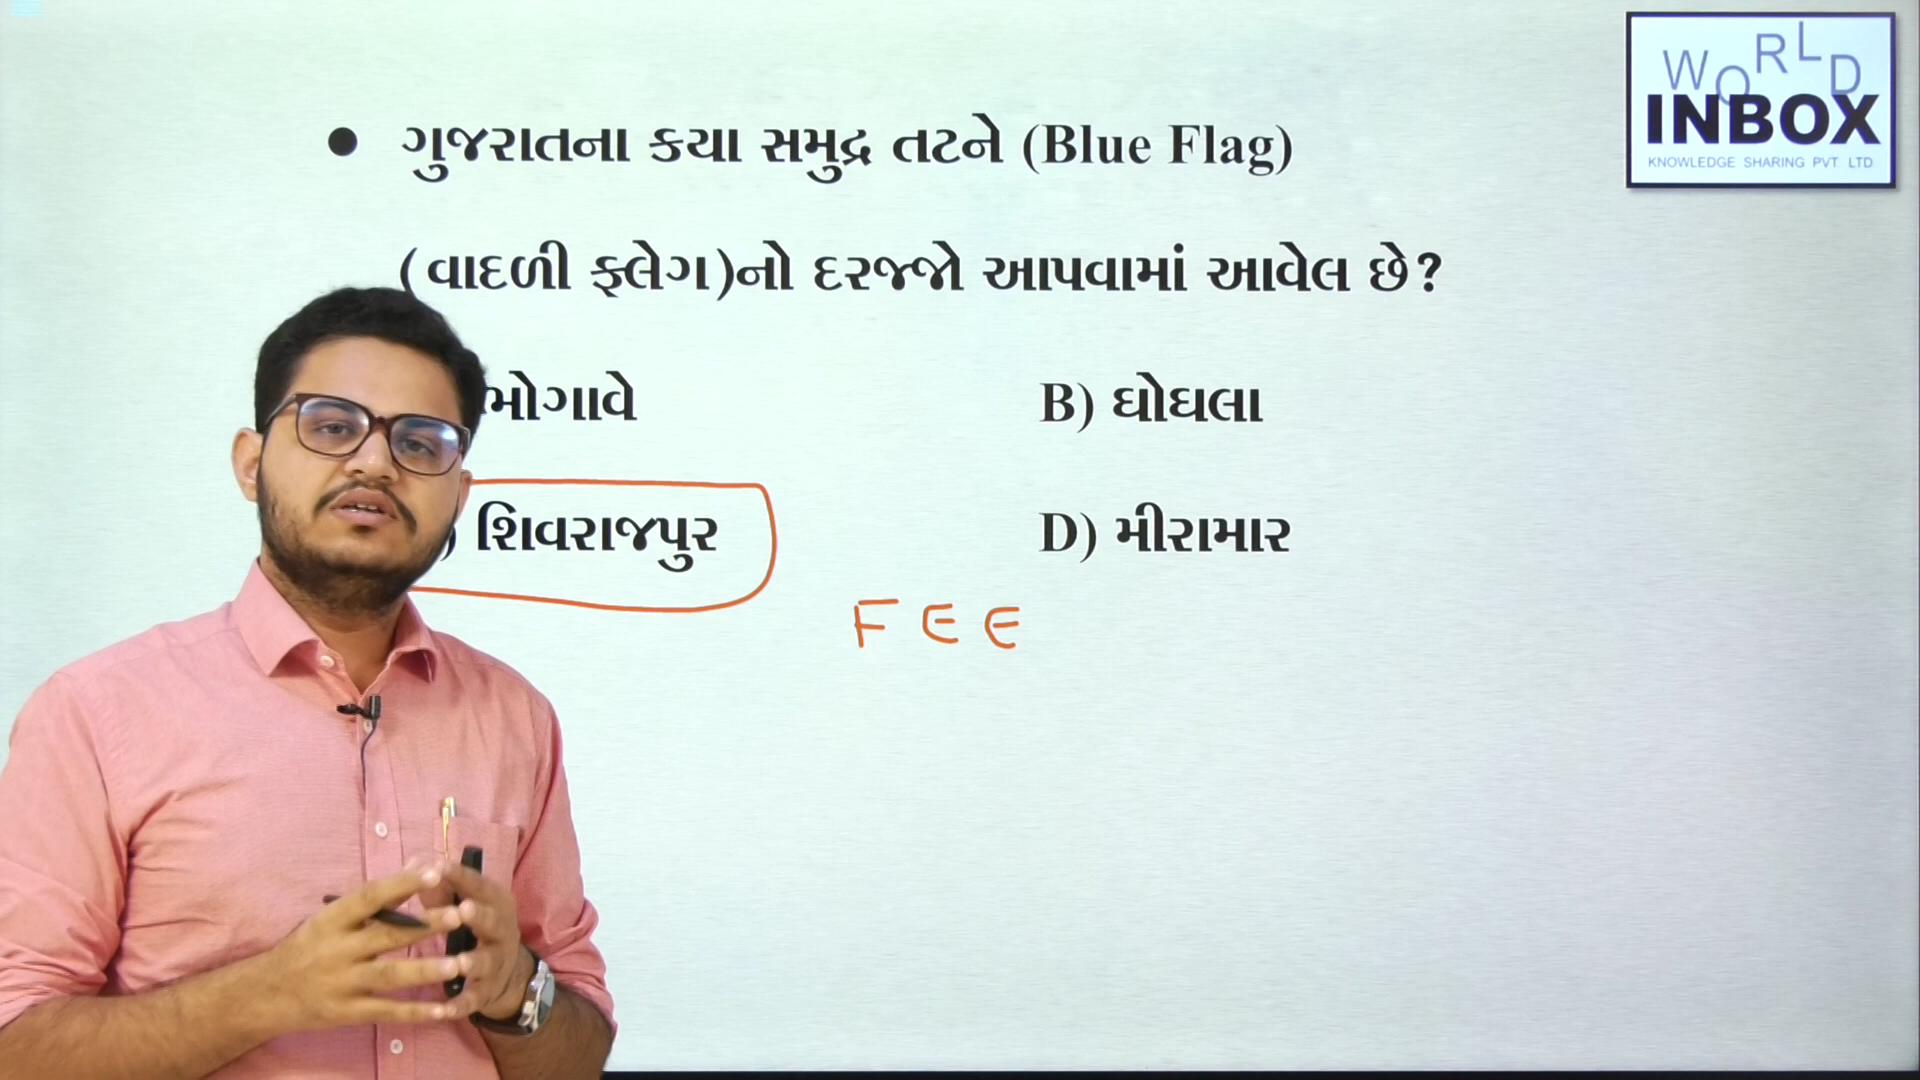 WORLD
INBOX
KNOWLEDGE SHARING PVT LTD
● ગુજરાતના કયા સમુદ્ર તટને (Blue Flag)
(વાદળી ફ્લેગ)નો દરજ્જો આપવામાં આવેલ છે?
ભોગાવે B) ઘોઘલા
) શિવરાજપુર D) મીરામાર
FEE